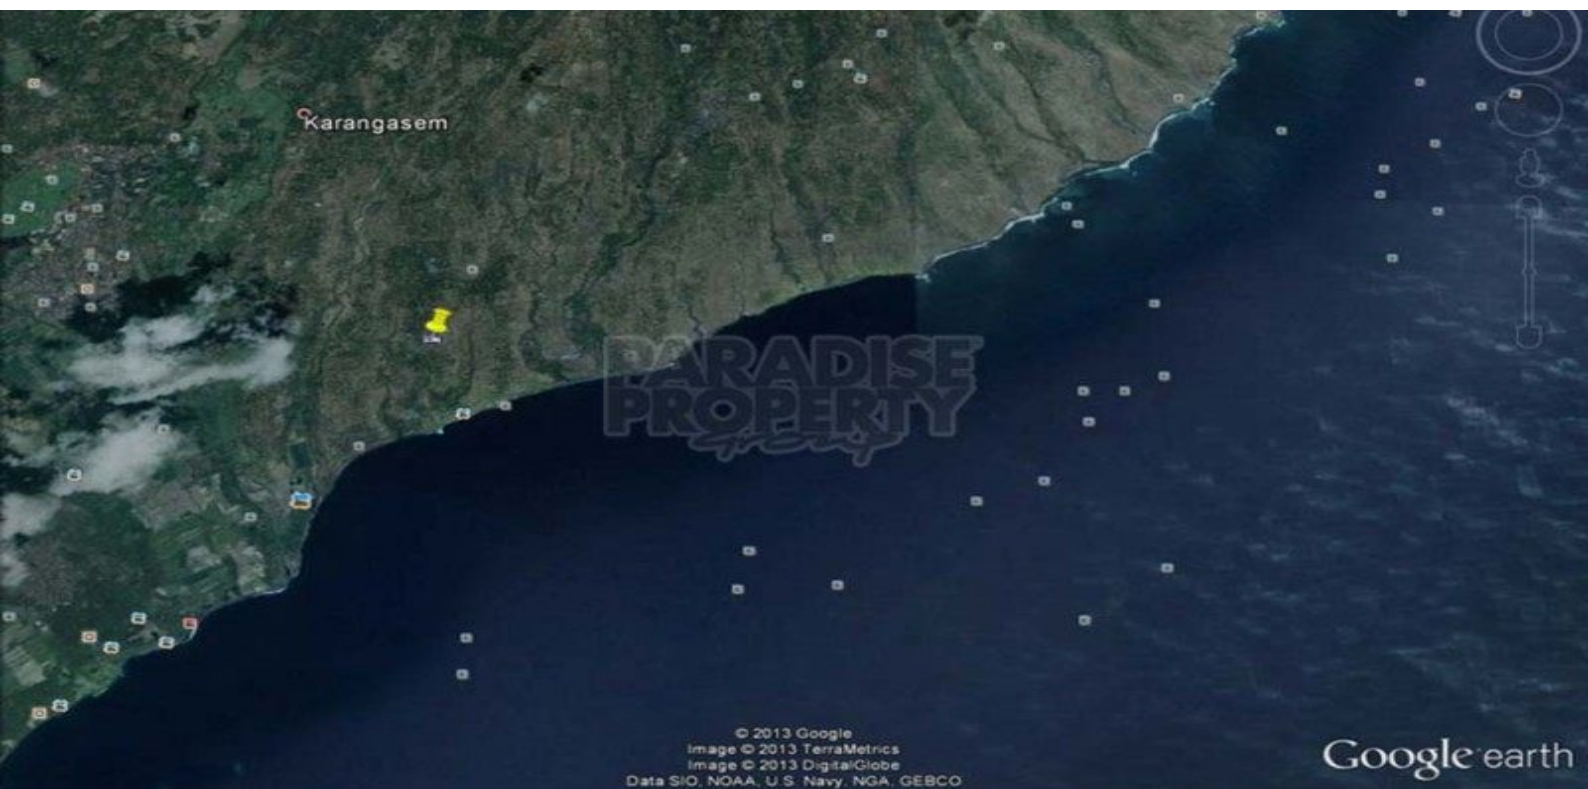 Karangasem
PARADISE
PROPERTY
Group
© 2013 Google
Image © 2013 TerraMetrics
Image © 2013 DigitalGlobe
Data SIO, NOAA, U.S. Navy, NGA, GEBCO
Google earth